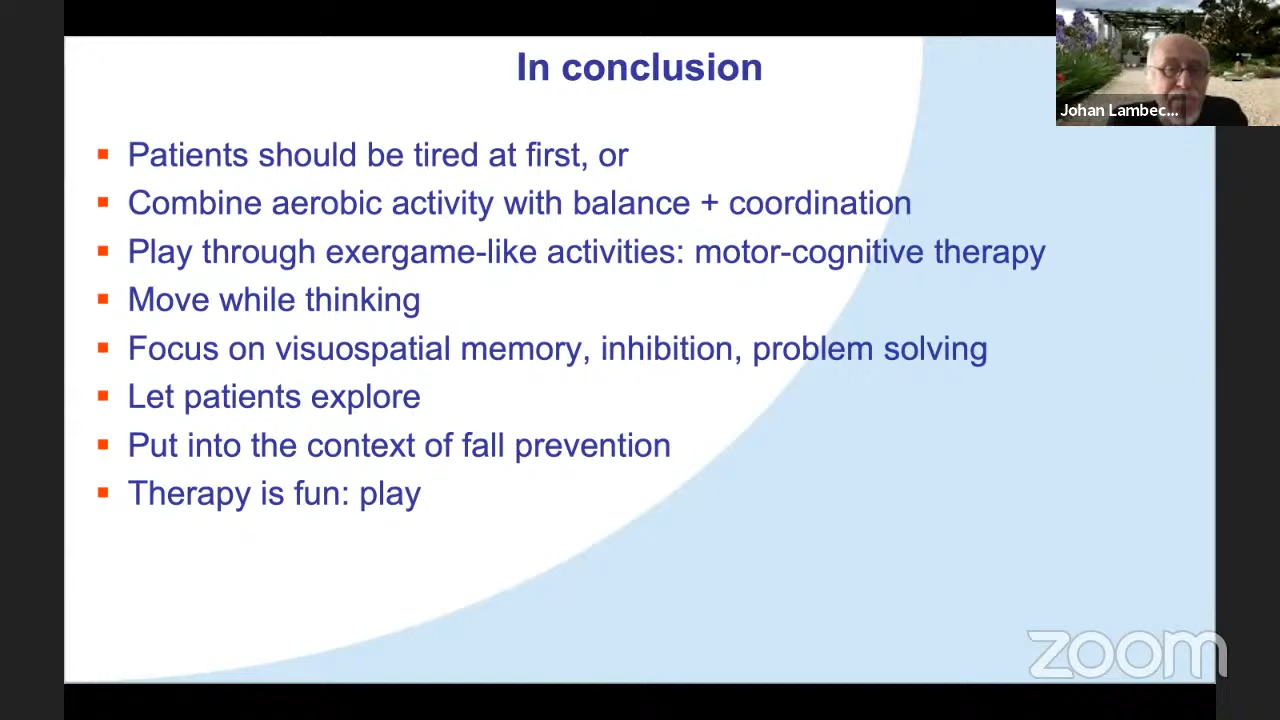 In conclusion
Johan Lambec...
Patients should be tired at first, or
Combine aerobic activity with balance + coordination
Play through exergame-like activities: motor-cognitive therapy
Move while thinking
Focus on visuospatial memory, inhibition, problem solving
Let patients explore
Put into the context of fall prevention
Therapy is fun: play
zoom